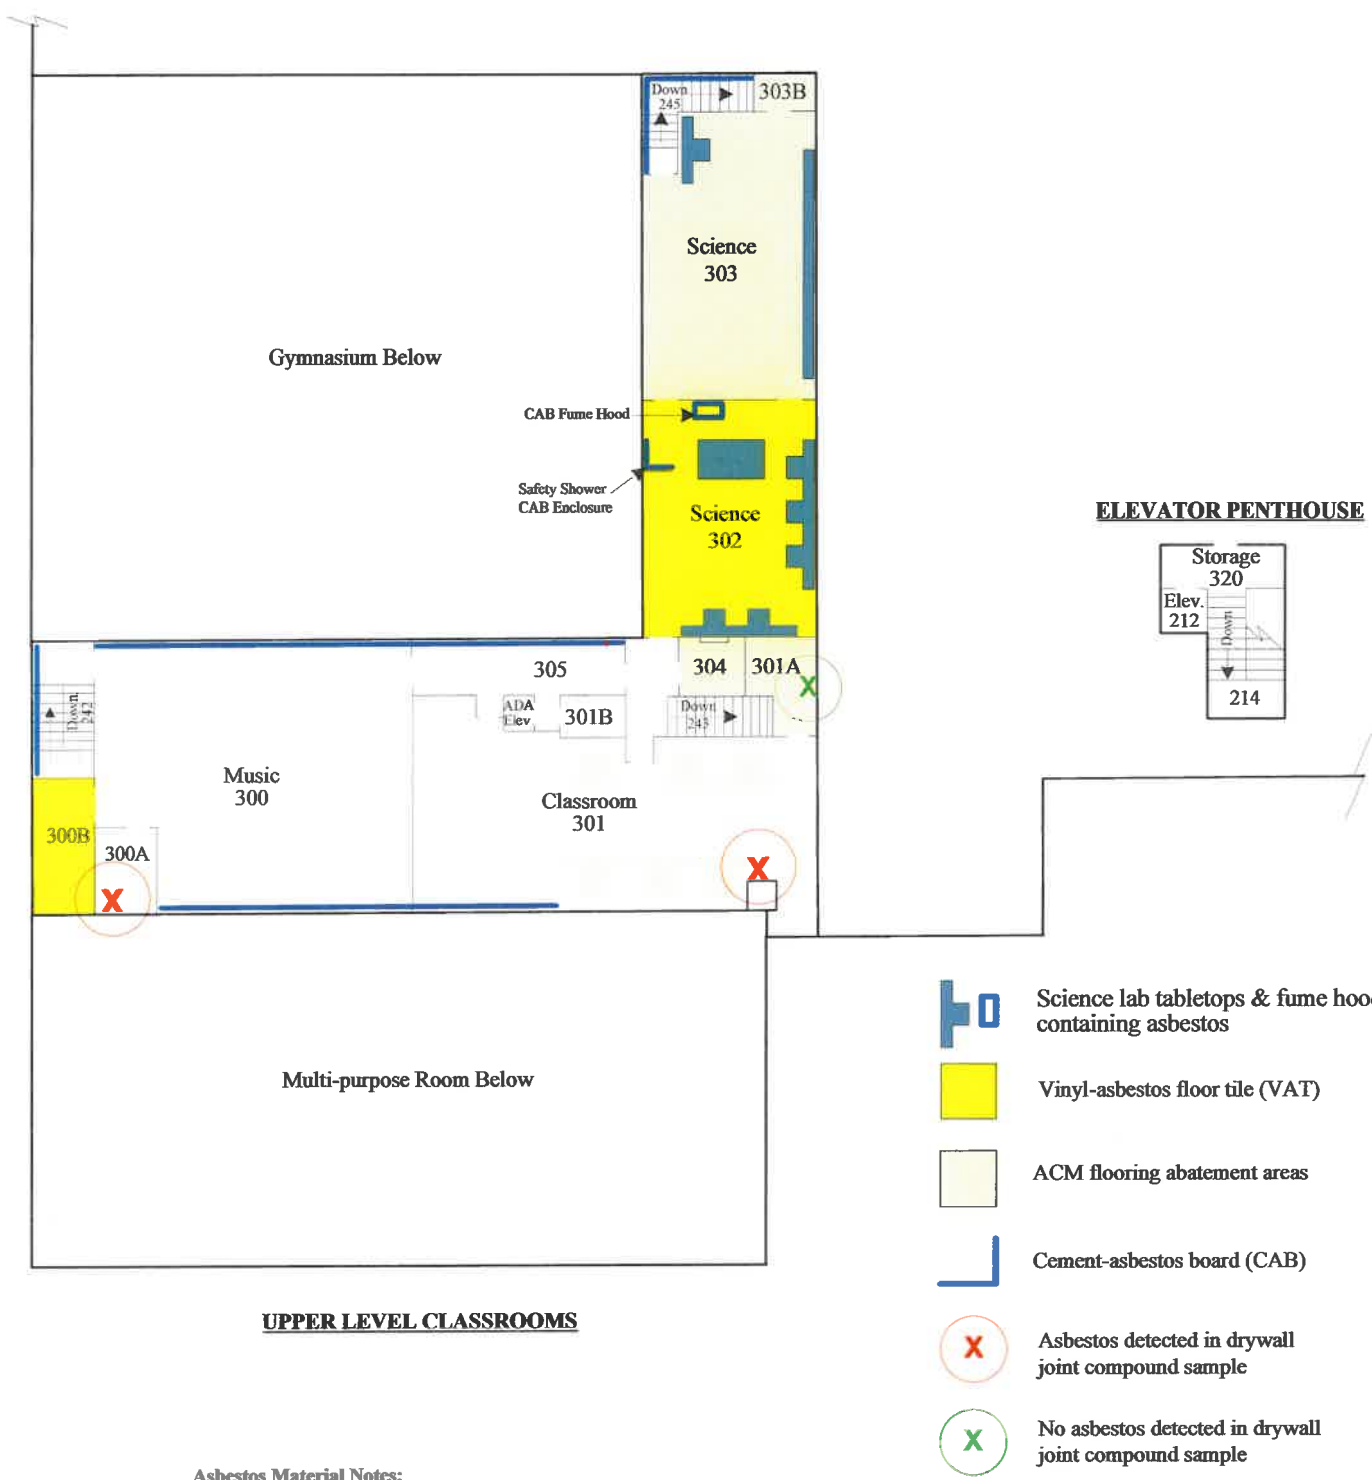 Down
245
303B
Science
303
Gymnasium Below
CAB Fume Hood
Safety Shower
CAB Enclosure
Science
302
ELEVATOR PENTHOUSE
Storage
320
Elev.
212
Down
214
305
304
301A
X
ADA
Elev
301B
Down
243
Down
242
Music
300
Classroom
301
300B
300A
X
X
Multi-purpose Room Below
Science lab tabletops & fume hood
containing asbestos
Vinyl-asbestos floor tile (VAT)
ACM flooring abatement areas
Cement-asbestos board (CAB)
X
Asbestos detected in drywall
joint compound sample
X
No asbestos detected in drywall
joint compound sample
UPPER LEVEL CLASSROOMS
Asbestos Material Notes: